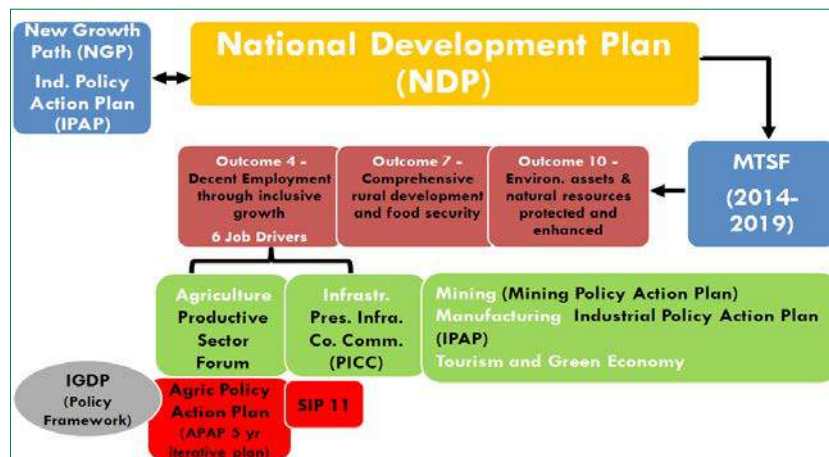 New Growth
Path (NGP)
Ind. Policy
Action Plan
(IPAP)
National Development Plan
(NDP)
MTSF
(2014-
2019)
Outcome 4 -
Decent Employment
through inclusive
growth
6 Job Drivers
Outcome 7 -
Comprehensive
rural development
and food security
Outcome 10 -
Environ. assets &
natural resources
protected and
enhanced
Agriculture
Productive
Sector
Forum
Infrastr.
Pres. Infra.
Co. Comm.
(PICC)
Mining (Mining Policy Action Plan)
Manufacturing Industrial Policy Action Plan
(IPAP)
Tourism and Green Economy
IGDP
(Policy
Framework)
Agric Policy
Action Plan
(APAP 5 yr
iterative plan)
SIP 11